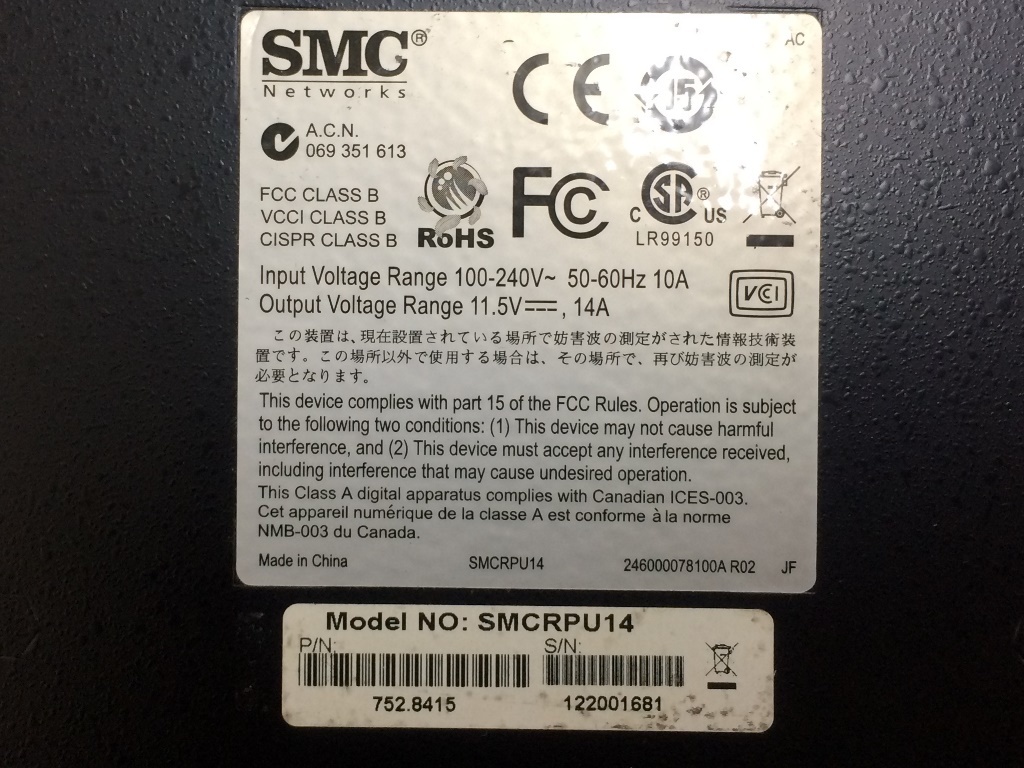 SMC®
Networks
AC
CE
A.C.N.
069 351 613
FCC CLASS B
VCCI CLASS B
CISPR CLASS B
RoHS
FC
C SA® US
LR99150
Input Voltage Range 100-240V~ 50-60Hz 10A
Output Voltage Range 11.5V⎓, 14A
VCI
この装置は、現在設置されている場所で妨害波の測定がされた情報技術装
置です。この場所以外で使用する場合は、その場所で、再び妨害波の測定が
必要となります。
This device complies with part 15 of the FCC Rules. Operation is subject
to the following two conditions: (1) This device may not cause harmful
interference, and (2) This device must accept any interference received,
including interference that may cause undesired operation.
This Class A digital apparatus complies with Canadian ICES-003.
Cet appareil numérique de la classe A est conforme à la norme
NMB-003 du Canada.
Made in China SMCRPU14 246000078100A R02 JF
Model NO: SMCRPU14
P/N: S/N:
752.8415 122001681